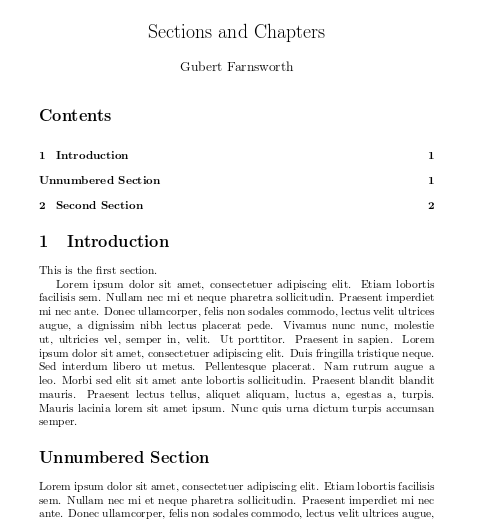 Sections and Chapters
Gubert Farnsworth
Contents
1 Introduction 1
Unnumbered Section 1
2 Second Section 2
1 Introduction
This is the first section.
Lorem ipsum dolor sit amet, consectetuer adipiscing elit. Etiam lobortis
facilisis sem. Nullam nec mi et neque pharetra sollicitudin. Praesent imperdiet
mi nec ante. Donec ullamcorper, felis non sodales commodo, lectus velit ultrices
augue, a dignissim nibh lectus placerat pede. Vivamus nunc nunc, molestie
ut, ultricies vel, semper in, velit. Ut porttitor. Praesent in sapien. Lorem
ipsum dolor sit amet, consectetuer adipiscing elit. Duis fringilla tristique neque.
Sed interdum libero ut metus. Pellentesque placerat. Nam rutrum augue a
leo. Morbi sed elit sit amet ante lobortis sollicitudin. Praesent blandit blandit
mauris. Praesent lectus tellus, aliquet aliquam, luctus a, egestas a, turpis.
Mauris lacinia lorem sit amet ipsum. Nunc quis urna dictum turpis accumsan
semper.
Unnumbered Section
Lorem ipsum dolor sit amet, consectetuer adipiscing elit. Etiam lobortis facilisis
sem. Nullam nec mi et neque pharetra sollicitudin. Praesent imperdiet mi nec
ante. Donec ullamcorper, felis non sodales commodo, lectus velit ultrices augue,